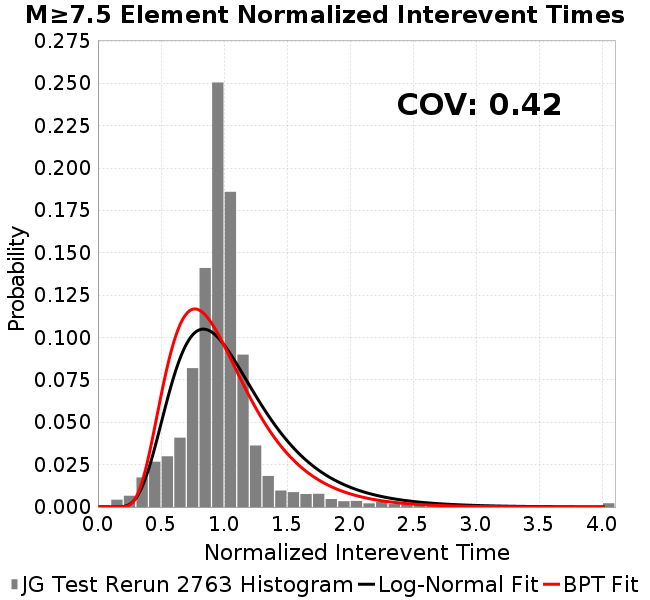 M≥7.5 Element Normalized Interevent Times
COV: 0.42
Probability
0.275
0.250
0.225
0.200
0.175
0.150
0.125
0.100
0.075
0.050
0.025
0.000
0.0 0.5 1.0 1.5 2.0 2.5 3.0 3.5 4.0
Normalized Interevent Time
JG Test Rerun 2763 Histogram Log-Normal Fit BPT Fit